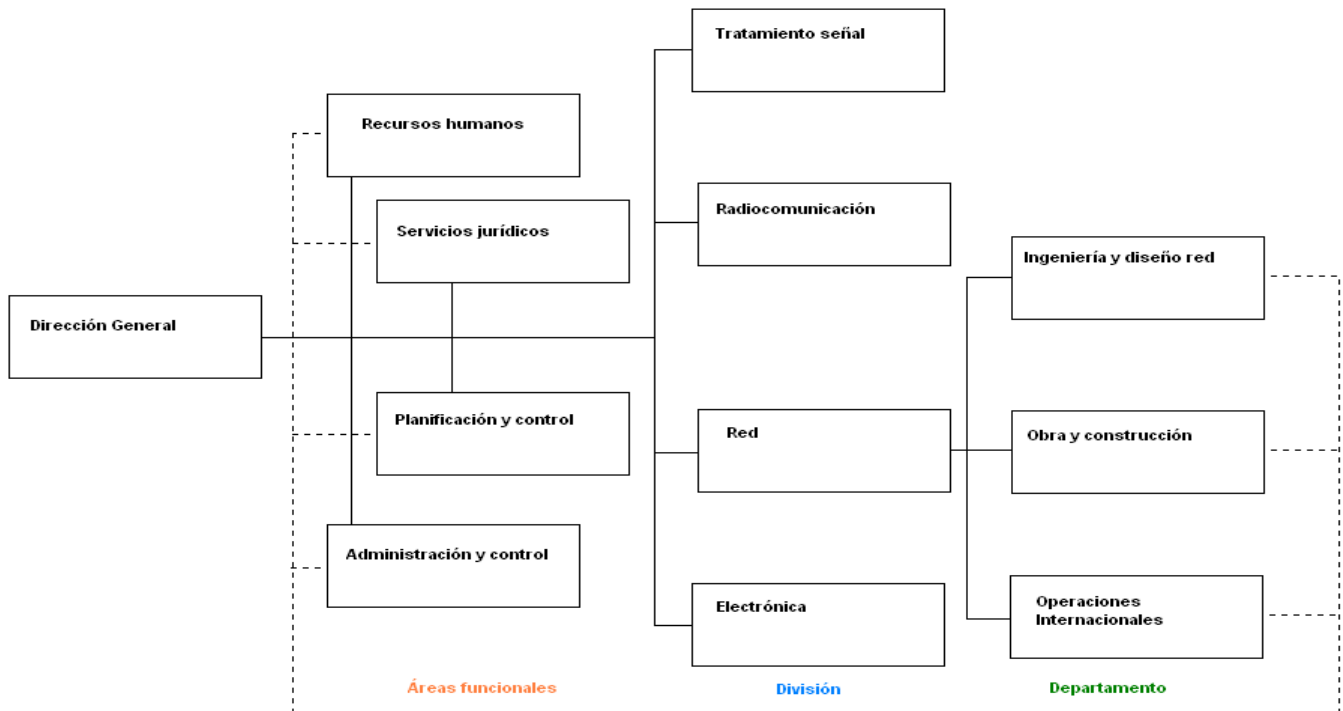 Dirección General
Recursos humanos
Servicios jurídicos
Planificación y control
Administración y control
Áreas funcionales
Tratamiento señal
Radiocomunicación
Red
Electrónica
División
Ingeniería y diseño red
Obra y construcción
Operaciones
Internacionales
Departamento